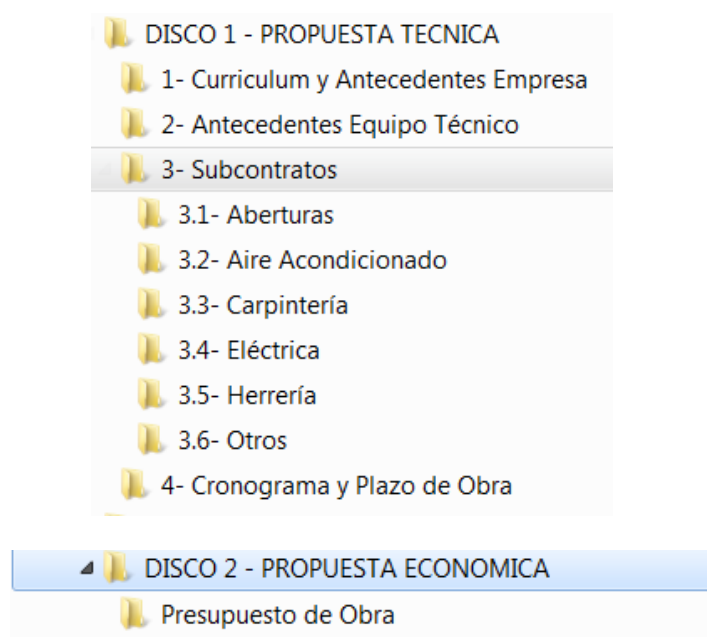 DISCO 1 - PROPUESTA TECNICA
1- Curriculum y Antecedentes Empresa
2- Antecedentes Equipo Técnico
3- Subcontratos
3.1- Aberturas
3.2- Aire Acondicionado
3.3- Carpintería
3.4- Eléctrica
3.5- Herrería
3.6- Otros
4- Cronograma y Plazo de Obra
DISCO 2 - PROPUESTA ECONOMICA
Presupuesto de Obra